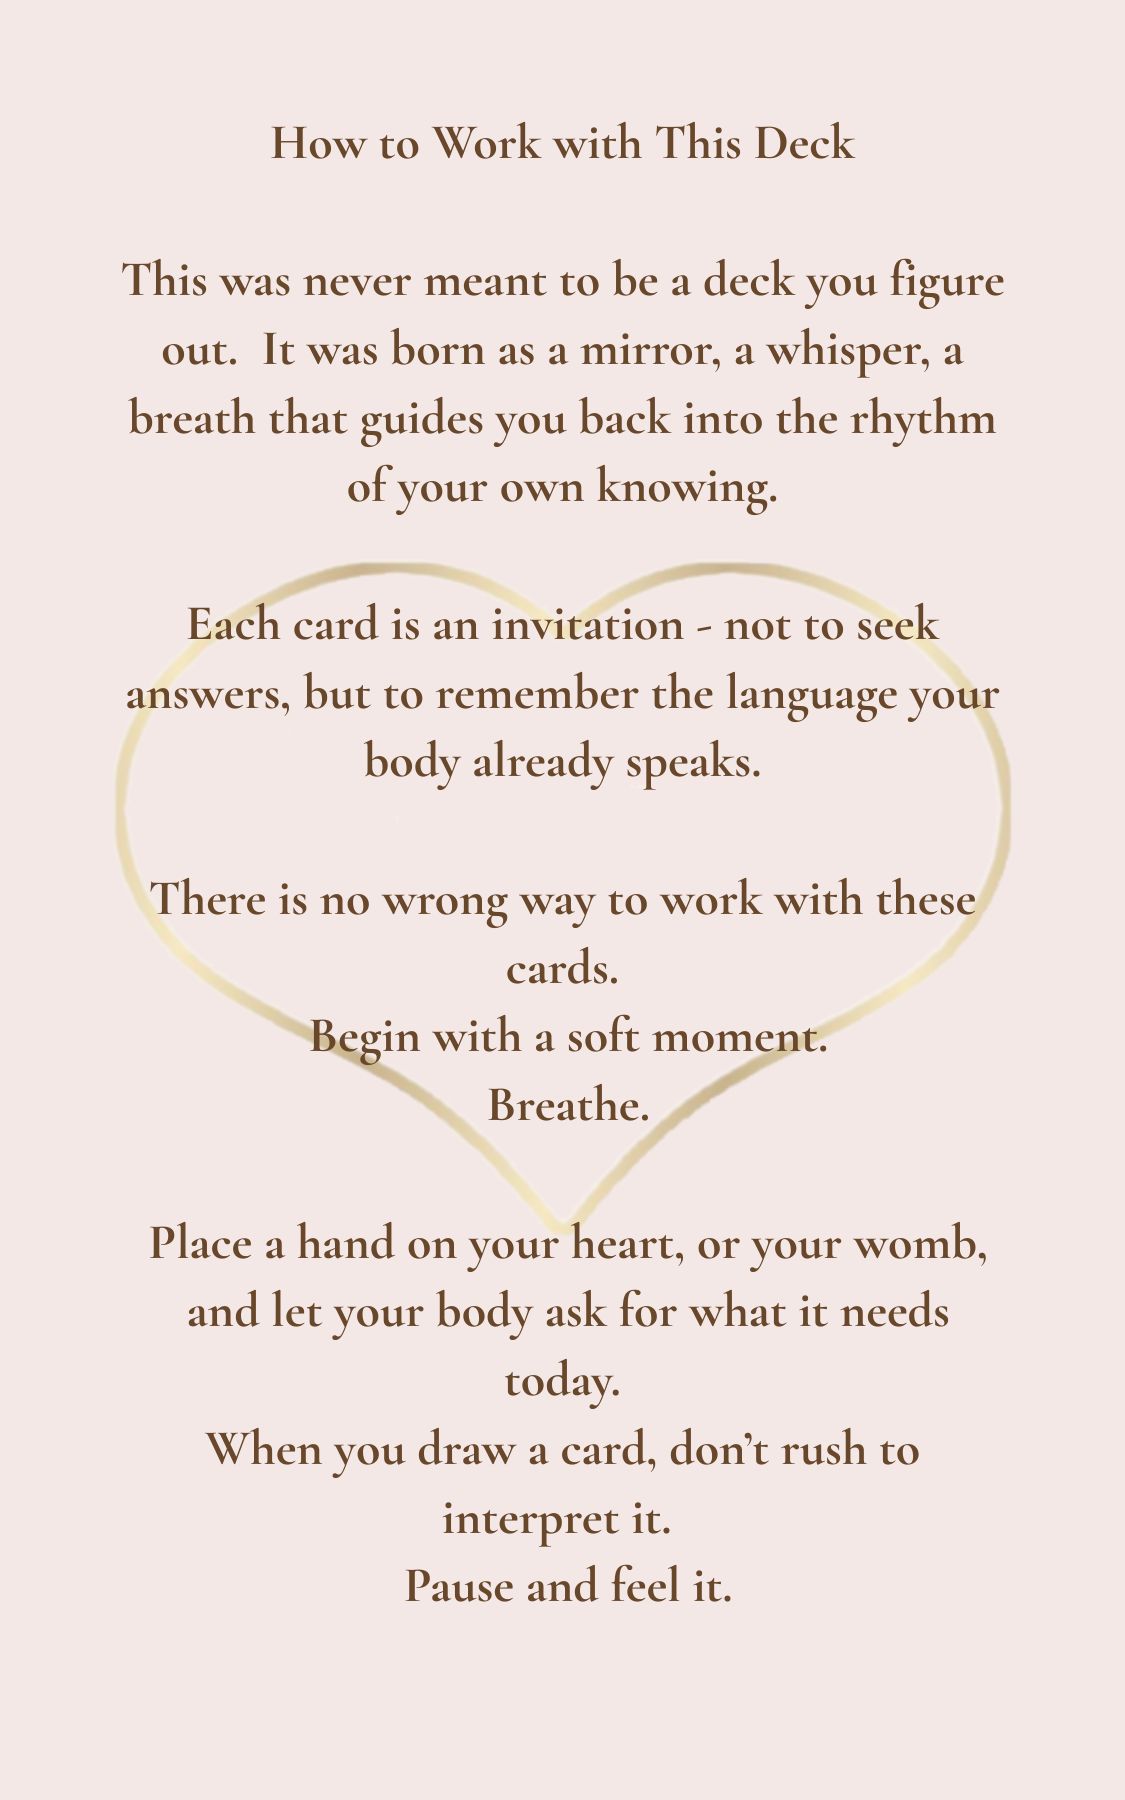 How to Work with This Deck
This was never meant to be a deck you figure
out.  It was born as a mirror, a whisper, a
breath that guides you back into the rhythm
of your own knowing.
Each card is an invitation - not to seek
answers, but to remember the language your
body already speaks.
There is no wrong way to work with these
cards.
Begin with a soft moment.
Breathe.
Place a hand on your heart, or your womb,
and let your body ask for what it needs
today.
When you draw a card, don’t rush to
interpret it.
Pause and feel it.